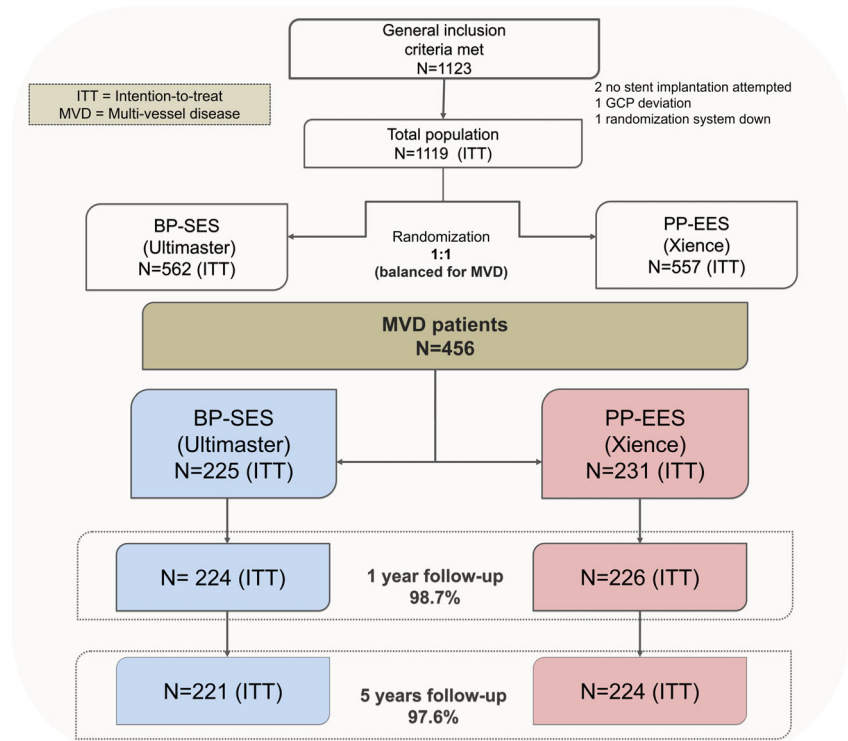 General inclusion
criteria met
N=1123
ITT = Intention-to-treat
MVD = Multi-vessel disease
2 no stent implantation attempted
1 GCP deviation
1 randomization system down
Total population
N=1119 (ITT)
BP-SES
(Ultimaster)
N=562 (ITT)
Randomization
1:1
(balanced for MVD)
PP-EES
(Xience)
N=557 (ITT)
MVD patients
N=456
BP-SES
(Ultimaster)
N=225 (ITT)
PP-EES
(Xience)
N=231 (ITT)
N= 224 (ITT)
1 year follow-up
98.7%
N=226 (ITT)
N=221 (ITT)
5 years follow-up
97.6%
N=224 (ITT)